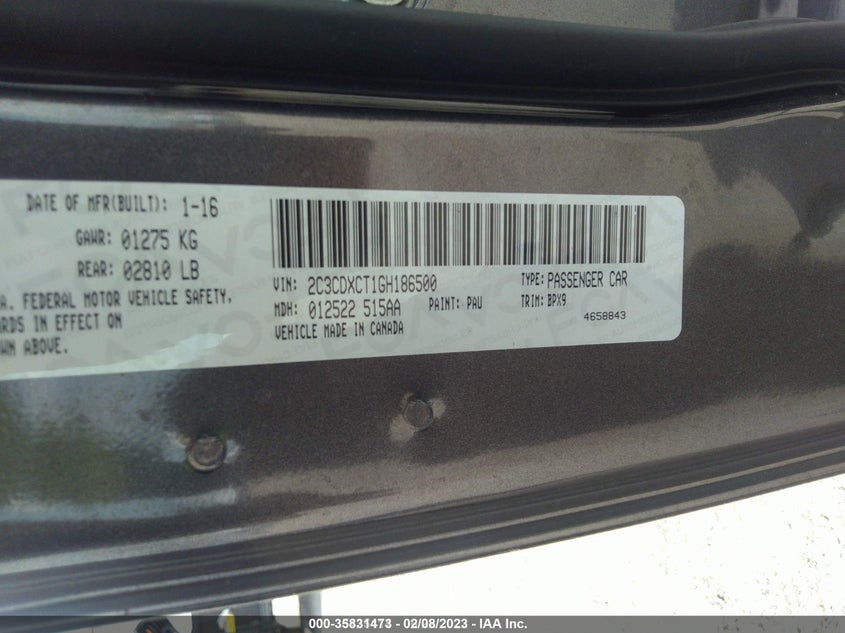 DATE OF MFR(BUILT): 1-16
GAWR: 01275 KG
REAR: 02810 LB
A. FEDERAL MOTOR VEHICLE SAFETY,
RDS IN EFFECT ON
WN ABOVE.
VIN: 2C3CDXCT1GH186500 TYPE: PASSENGER CAR
MDH: 012522 515AA PAINT: PAU TRIM: BPX9
VEHICLE MADE IN CANADA 4658843
000-35831473 — 02/08/2023 — IAA Inc.